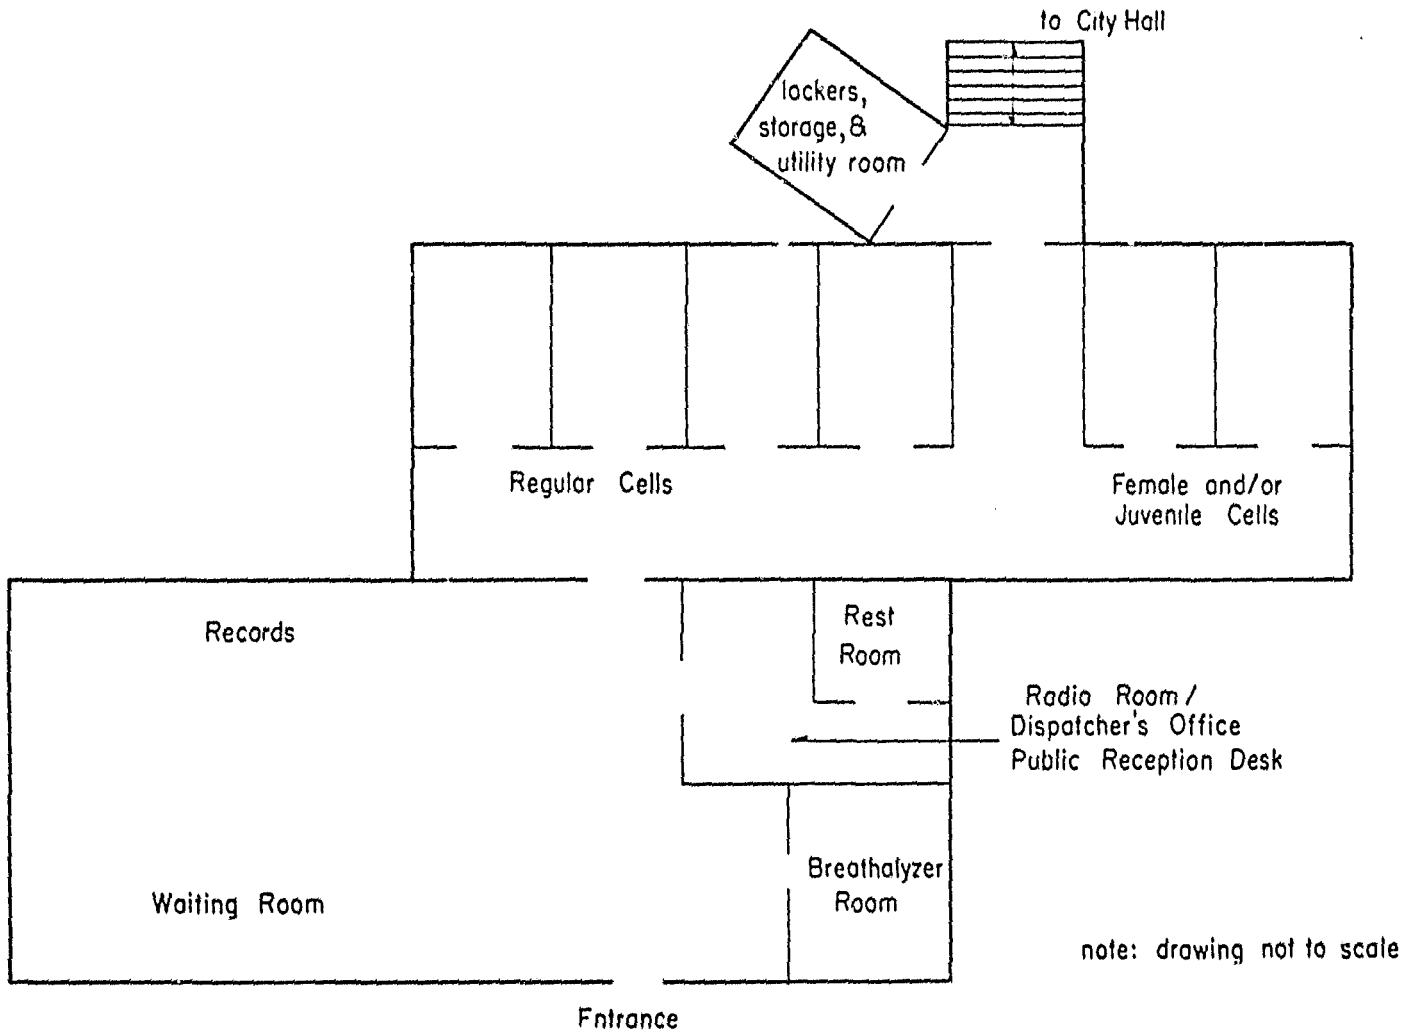 to City Hall
lockers,
storage, &
utility room
Regular Cells
Female and/or
Juvenile Cells
Records
Rest
Room
Radio Room /
Dispatcher's Office
Public Reception Desk
Breathalyzer
Room
Waiting Room
note: drawing not to scale
Entrance